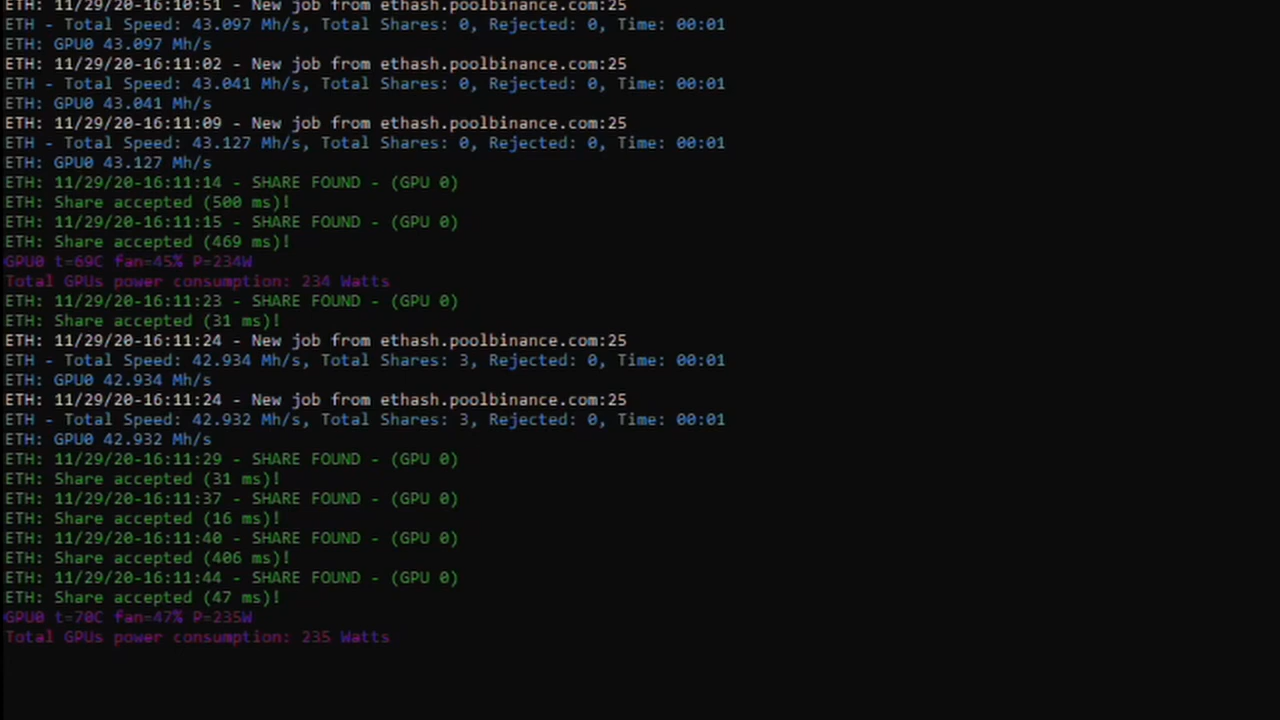 ETH: 11/29/20-16:10:51 - New job from ethash.poolbinance.com:25
ETH - Total Speed: 43.097 Mh/s, Total Shares: 0, Rejected: 0, Time: 00:01
ETH: GPU0 43.097 Mh/s
ETH: 11/29/20-16:11:02 - New job from ethash.poolbinance.com:25
ETH - Total Speed: 43.041 Mh/s, Total Shares: 0, Rejected: 0, Time: 00:01
ETH: GPU0 43.041 Mh/s
ETH: 11/29/20-16:11:09 - New job from ethash.poolbinance.com:25
ETH - Total Speed: 43.127 Mh/s, Total Shares: 0, Rejected: 0, Time: 00:01
ETH: GPU0 43.127 Mh/s
ETH: 11/29/20-16:11:14 - SHARE FOUND - (GPU 0)
ETH: Share accepted (500 ms)!
ETH: 11/29/20-16:11:15 - SHARE FOUND - (GPU 0)
ETH: Share accepted (469 ms)!
GPU0 t=69C fan=45% P=234W
Total GPUs power consumption: 234 Watts
ETH: 11/29/20-16:11:23 - SHARE FOUND - (GPU 0)
ETH: Share accepted (31 ms)!
ETH: 11/29/20-16:11:24 - New job from ethash.poolbinance.com:25
ETH - Total Speed: 42.934 Mh/s, Total Shares: 3, Rejected: 0, Time: 00:01
ETH: GPU0 42.934 Mh/s
ETH: 11/29/20-16:11:24 - New job from ethash.poolbinance.com:25
ETH - Total Speed: 42.932 Mh/s, Total Shares: 3, Rejected: 0, Time: 00:01
ETH: GPU0 42.932 Mh/s
ETH: 11/29/20-16:11:29 - SHARE FOUND - (GPU 0)
ETH: Share accepted (31 ms)!
ETH: 11/29/20-16:11:37 - SHARE FOUND - (GPU 0)
ETH: Share accepted (16 ms)!
ETH: 11/29/20-16:11:40 - SHARE FOUND - (GPU 0)
ETH: Share accepted (406 ms)!
ETH: 11/29/20-16:11:44 - SHARE FOUND - (GPU 0)
ETH: Share accepted (47 ms)!
GPU0 t=70C fan=47% P=235W
Total GPUs power consumption: 235 Watts